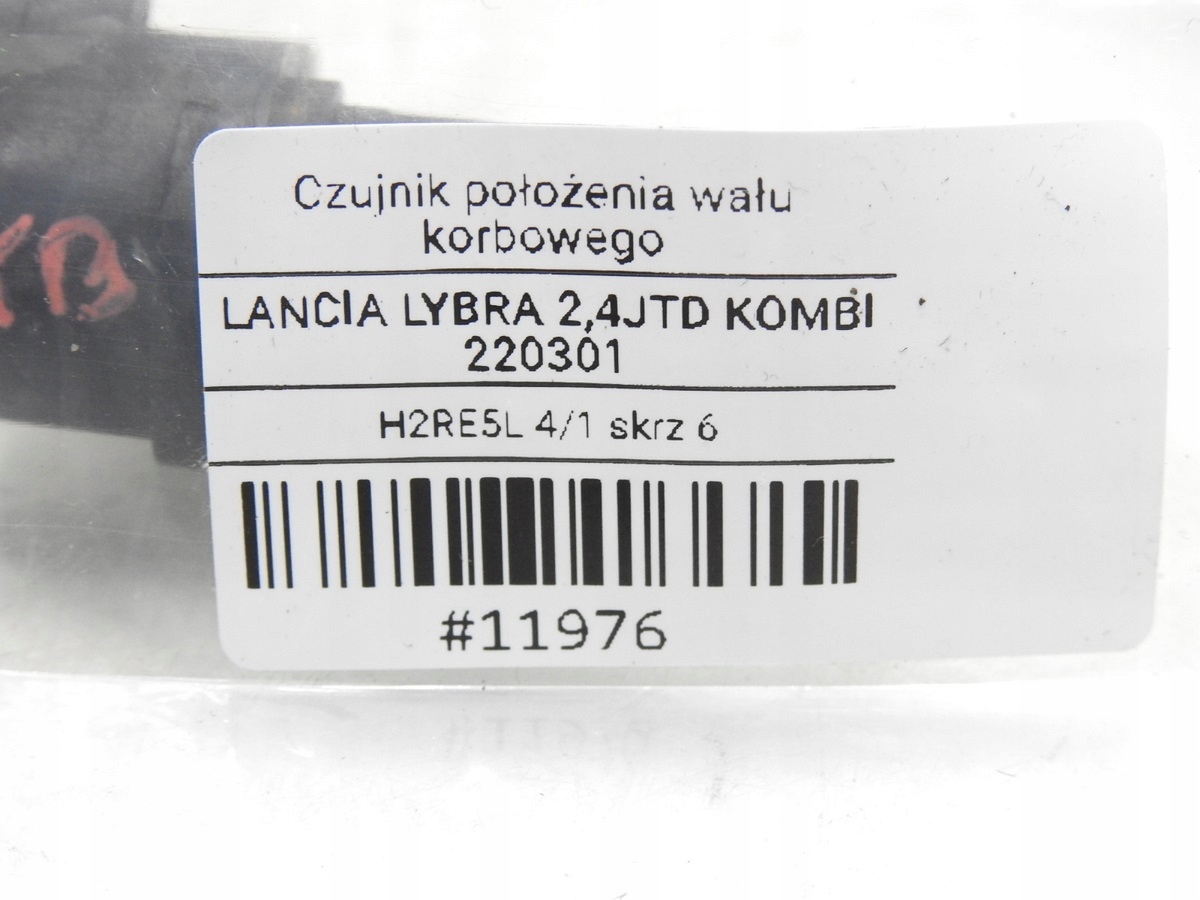 Czujnik położenia wału
korbowego
LANCIA LYBRA 2,4JTD KOMBI
220301
H2RE5L 4/1 skrz 6
#11976